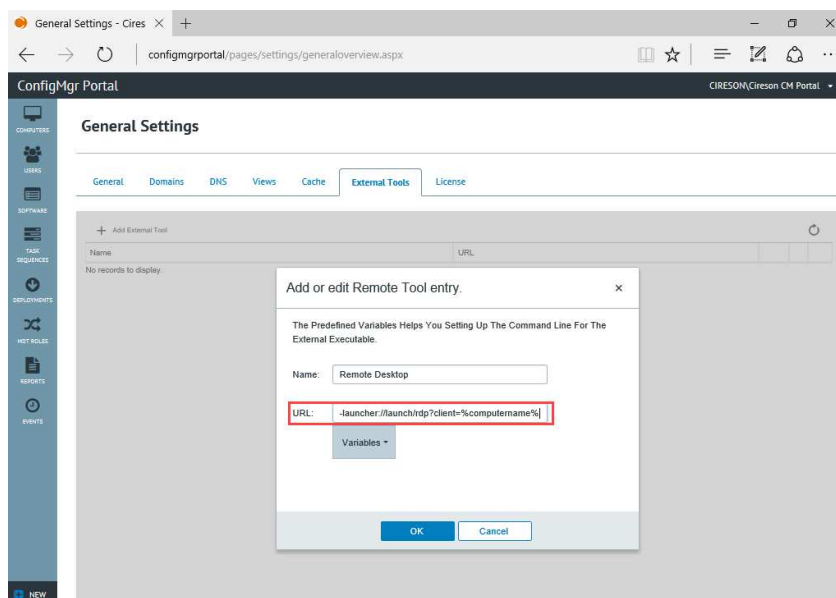 General Settings - Cires
configmgrportal/pages/settings/generaloverview.aspx
ConfigMgr Portal
CIRESON\Cireson CM Portal
COMPUTERS
USERS
SOFTWARE
TASK
SEQUENCES
DEPLOYMENTS
MDT ROLES
REPORTS
EVENTS
NEW
General Settings
General Domains DNS Views Cache External Tools License
+ Add External Tool
Name URL
No records to display.
Add or edit Remote Tool entry. ×
The Predefined Variables Helps You Setting Up The Command Line For The
External Executable.
Name: Remote Desktop
URL: -launcher://launch/rdp?client=%computername%
Variables
OK Cancel